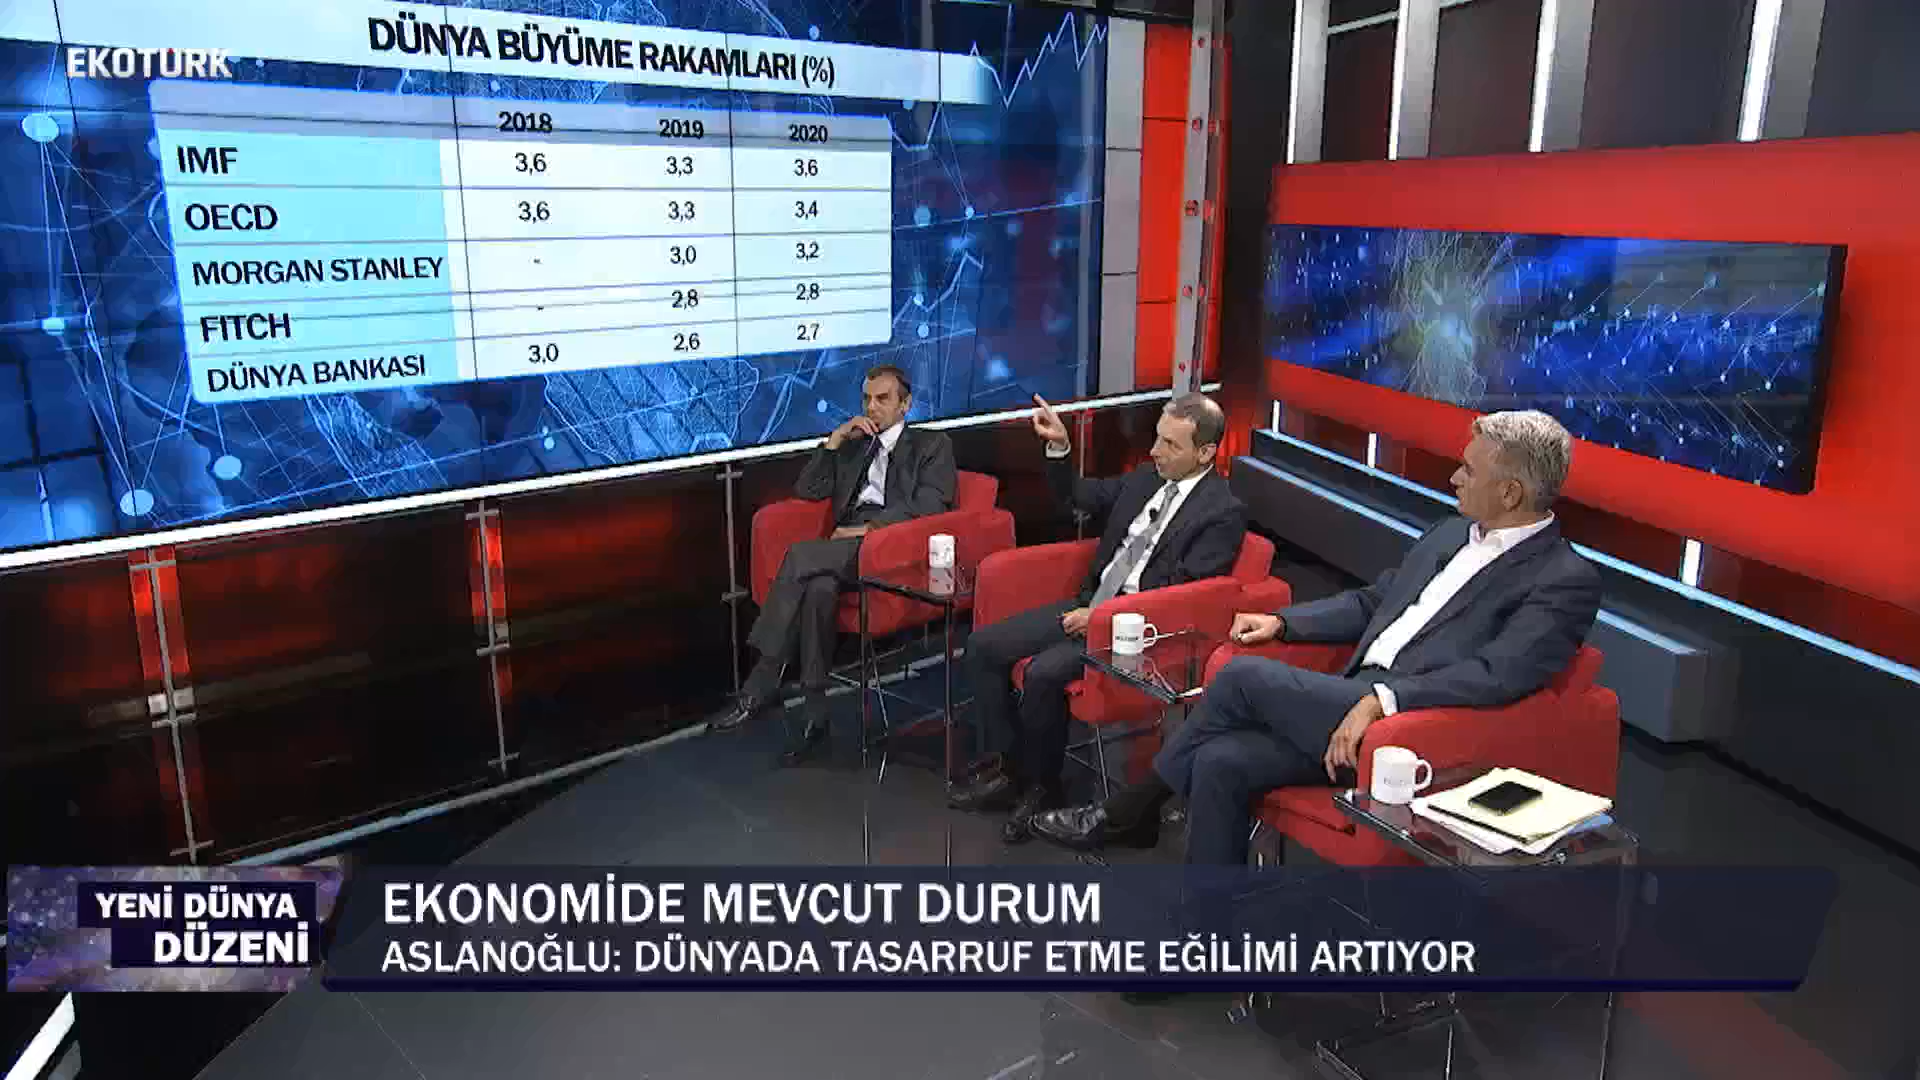 EKOTÜRK
DÜNYA BÜYÜME RAKAMLARI (%)
2018 2019 2020
IMF 3,6 3,3 3,6
OECD 3,6 3,3 3,4
MORGAN STANLEY - 3,0 3,2
FITCH - 2,8 2,8
DÜNYA BANKASI 3,0 2,6 2,7
YENİ DÜNYA
DÜZENİ
EKONOMİDE MEVCUT DURUM
ASLANOĞLU: DÜNYADA TASARRUF ETME EĞİLİMİ ARTIYOR